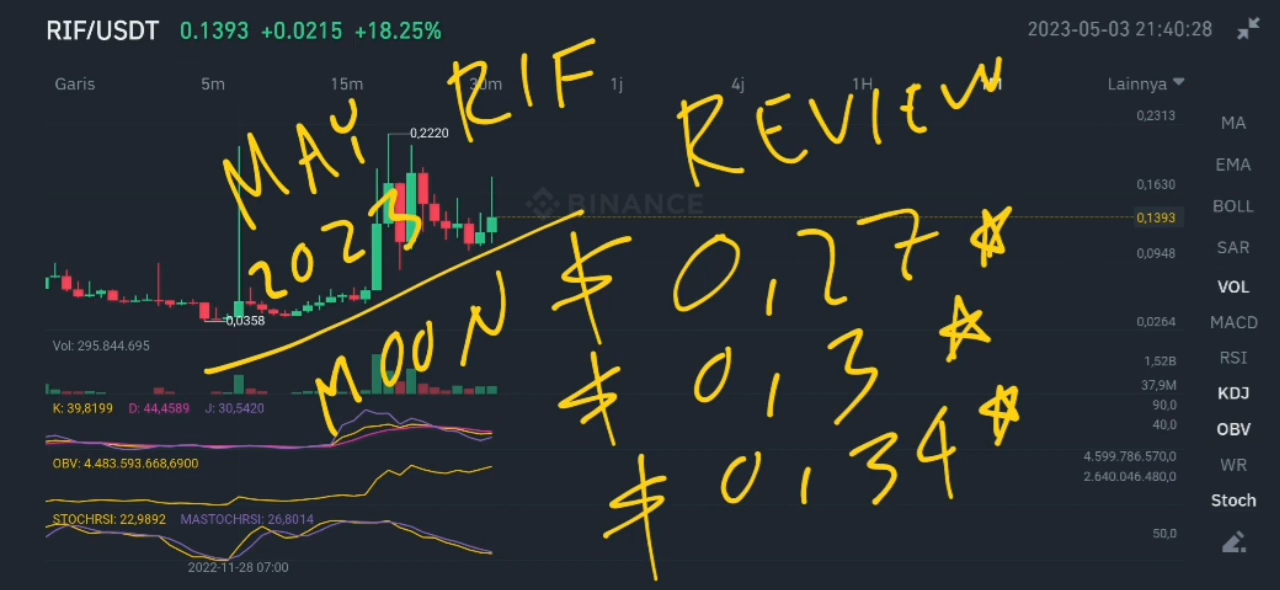 RIF/USDT 0.1393 +0.0215 +18.25% 2023-05-03 21:40:28
Garis 5m 15m 30m 1j 4j 1H Lainnya
RIF
REVIEW
MAY
2023
MOON
$ 0,27
$ 0,3
$ 0,34
0,2220
0,0358
BINANCE
0,2313
0,1630
0,1393
0,0948
0,0264
Vol: 295.844.695
1,52B
37,9M
K: 39,8199 D: 44,4589 J: 30,5420
90,0
40,0
OBV: 4.483.593.668,6900
4.599.786.570,0
2.640.046.480,0
STOCHRSI: 22,9892 MASTOCHRSI: 26,8014
50,0
2022-11-28 07:00
MA
EMA
BOLL
SAR
VOL
MACD
RSI
KDJ
OBV
WR
Stoch